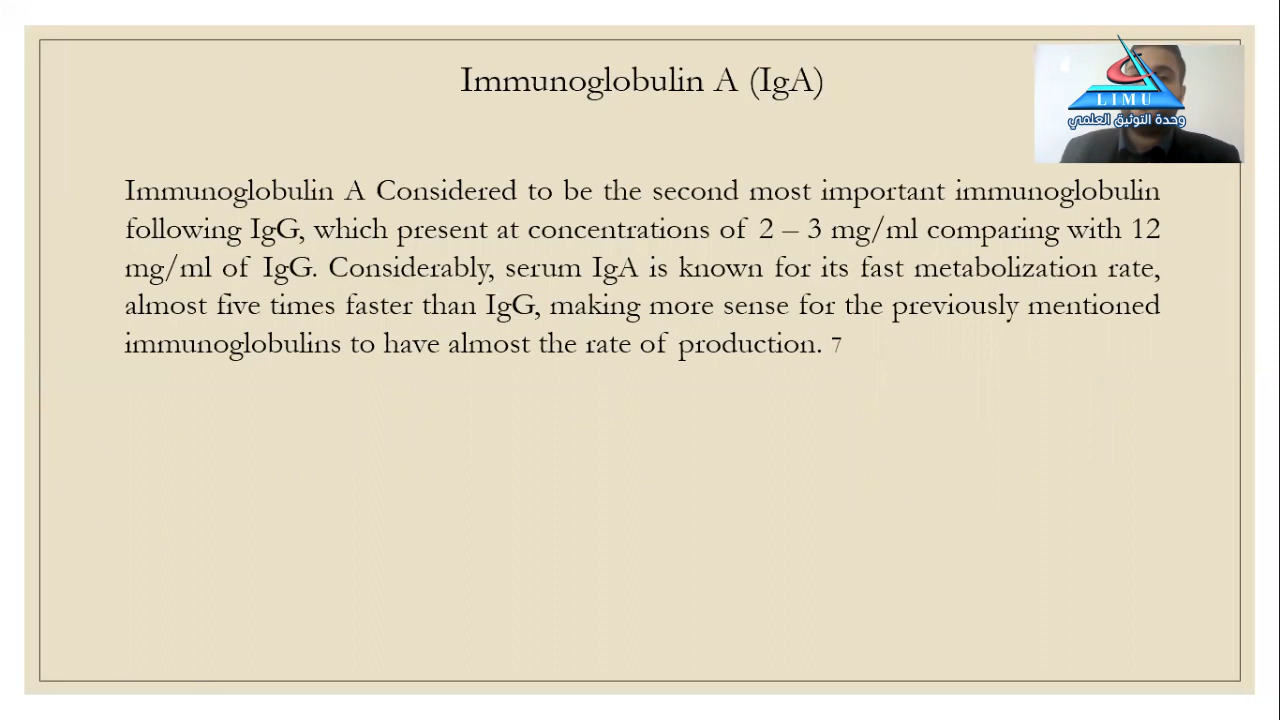 Immunoglobulin A (IgA)
LIMU
وحدة التوثيق العلمي
Immunoglobulin A Considered to be the second most important immunoglobulin
following IgG, which present at concentrations of 2 – 3 mg/ml comparing with 12
mg/ml of IgG. Considerably, serum IgA is known for its fast metabolization rate,
almost five times faster than IgG, making more sense for the previously mentioned
immunoglobulins to have almost the rate of production. 7